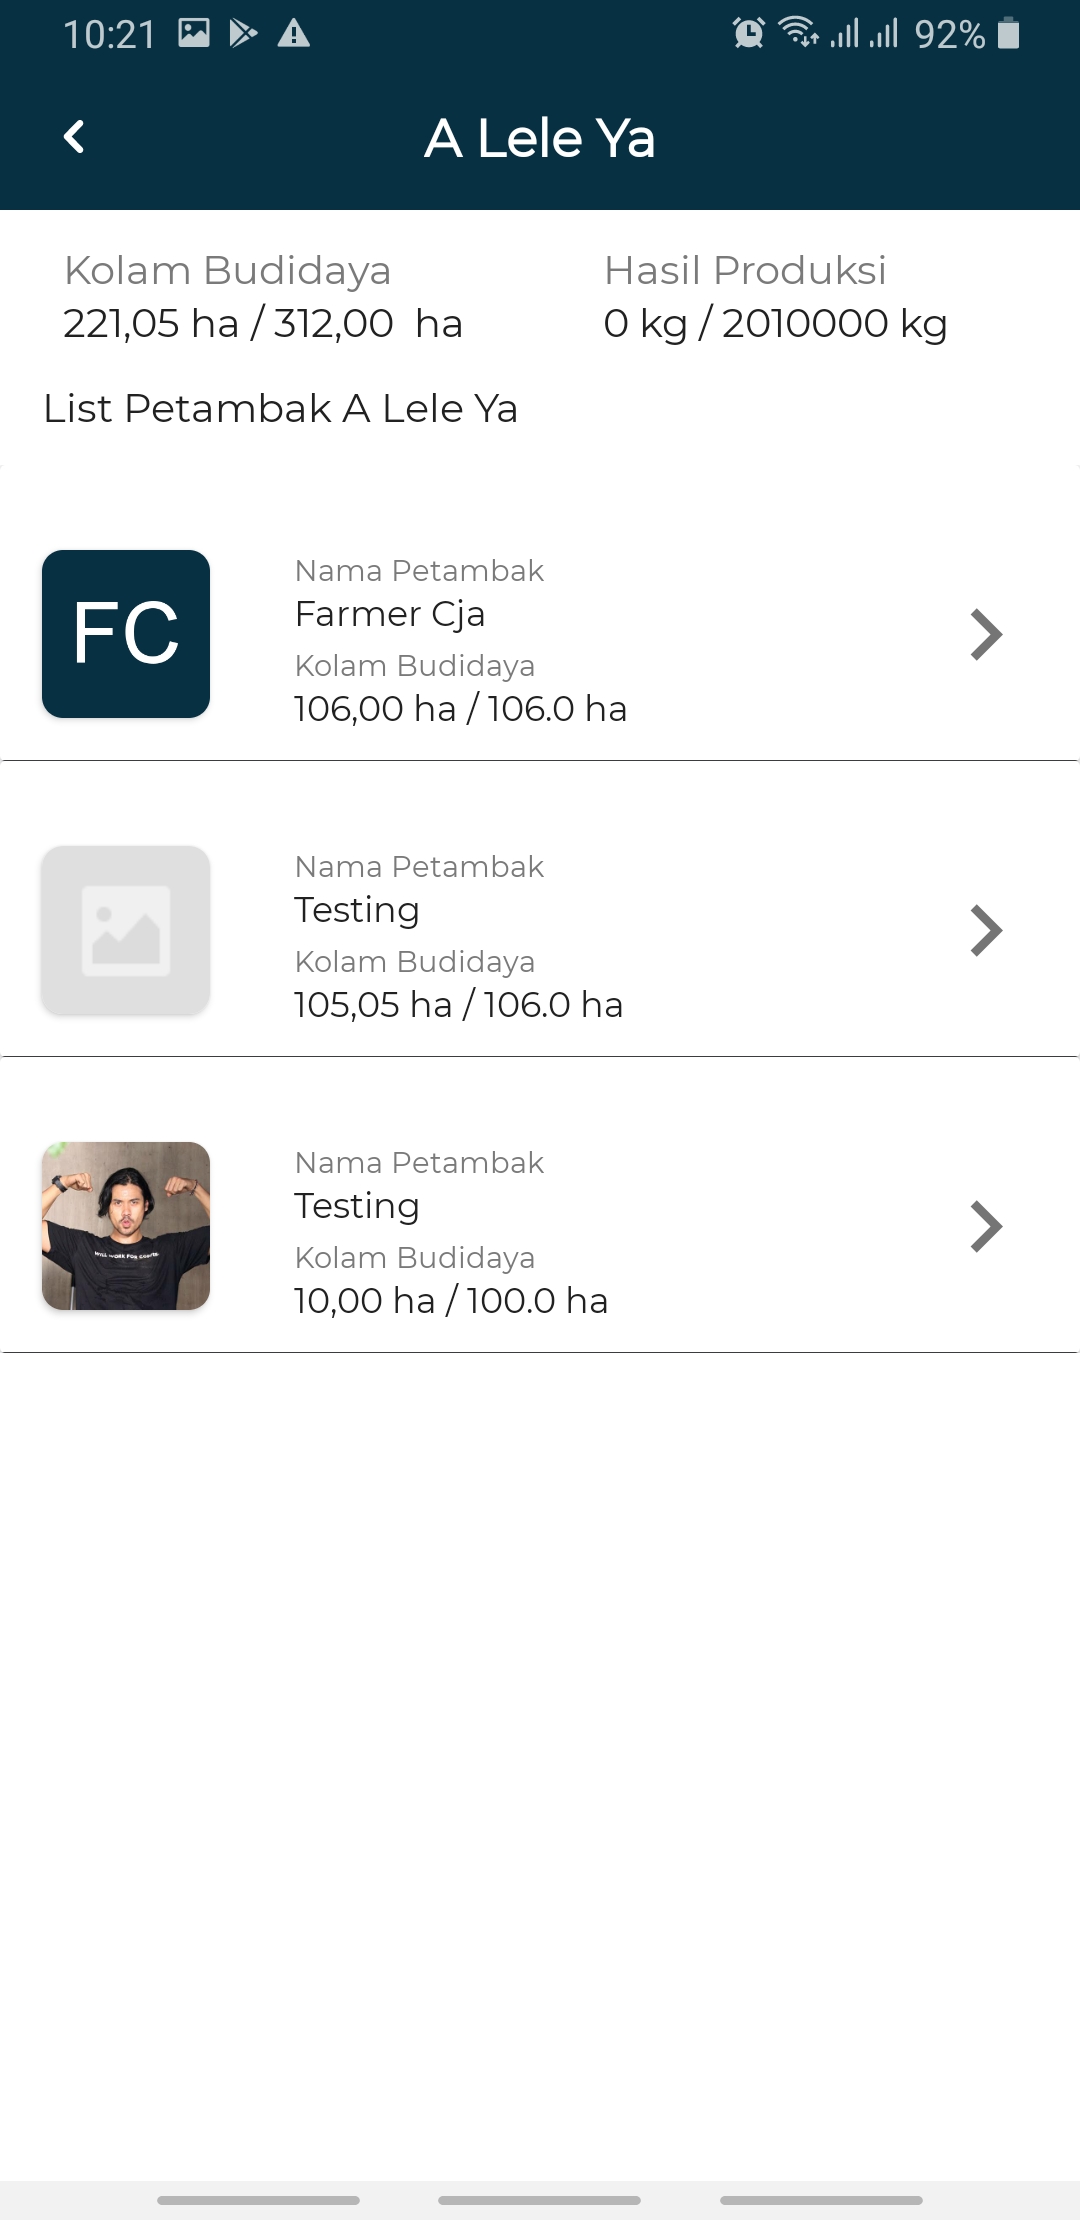 10:21
92%
A Lele Ya
Kolam Budidaya
221,05 ha / 312,00  ha
Hasil Produksi
0 kg / 2010000 kg
List Petambak A Lele Ya
FC
Nama Petambak
Farmer Cja
Kolam Budidaya
106,00 ha / 106.0 ha
Nama Petambak
Testing
Kolam Budidaya
105,05 ha / 106.0 ha
WILL WORK FOR
Nama Petambak
Testing
Kolam Budidaya
10,00 ha / 100.0 ha